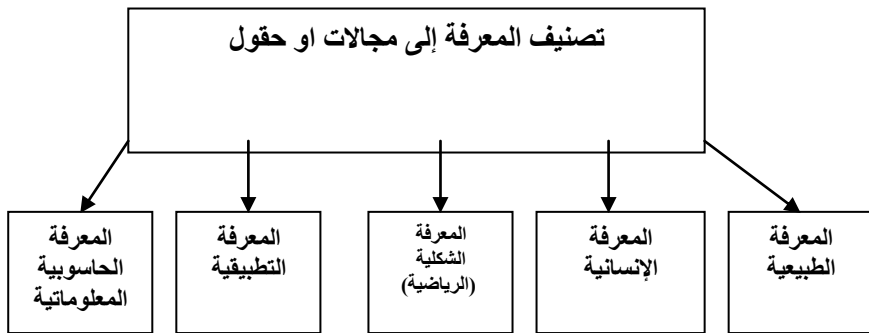 تصنيف المعرفة إلى مجالات او حقول
المعرفة
الطبيعية
المعرفة
الإنسانية
المعرفة
الشكلية
(الرياضية)
المعرفة
التطبيقية
المعرفة
الحاسوبية
المعلوماتية